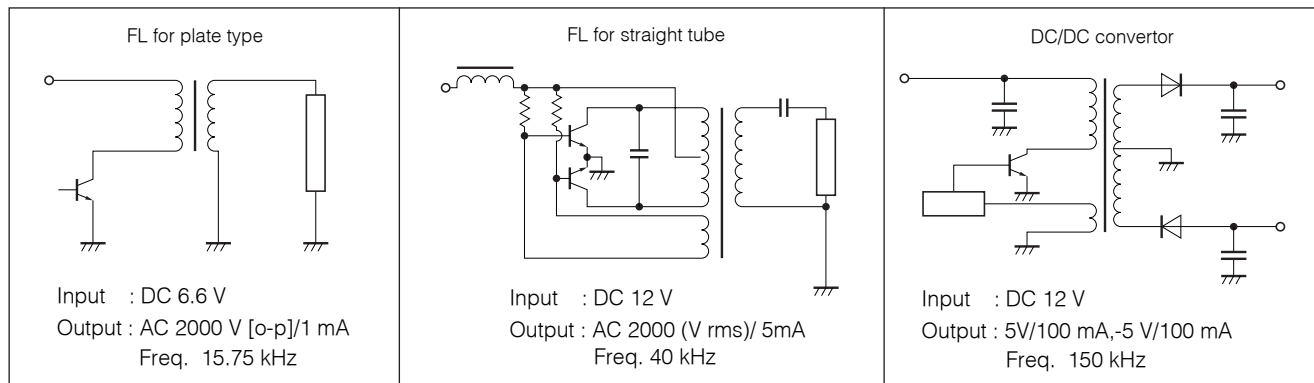 FL for plate type
Input : DC 6.6 V
Output : AC 2000 V [o-p]/1 mA
Freq. 15.75 kHz
FL for straight tube
Input : DC 12 V
Output : AC 2000 (V rms)/ 5mA
Freq. 40 kHz
DC/DC convertor
Input : DC 12 V
Output : 5V/100 mA,-5 V/100 mA
Freq. 150 kHz